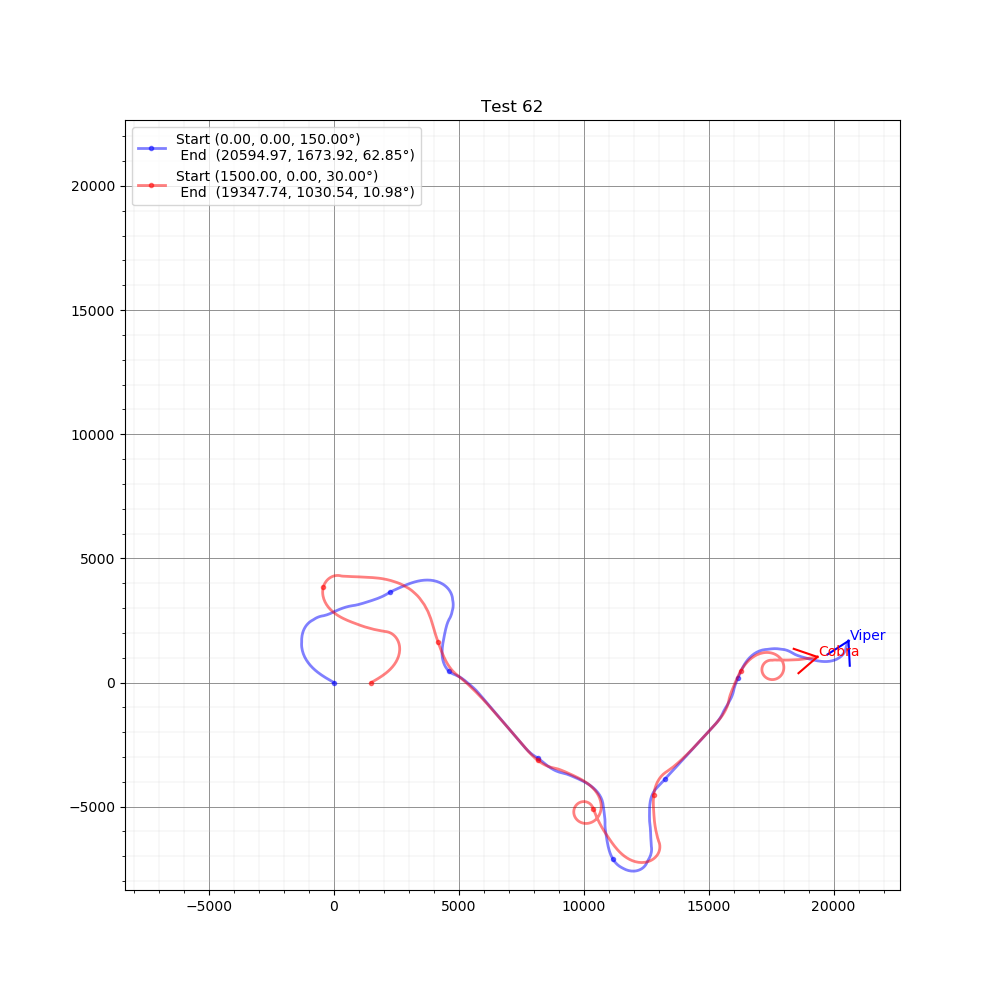 Test 62
Start (0.00, 0.00, 150.00°)
End (20594.97, 1673.92, 62.85°)
Start (1500.00, 0.00, 30.00°)
End (19347.74, 1030.54, 10.98°)
20000
15000
10000
5000
0
−5000
Viper
Cobra
−5000
0
5000
10000
15000
20000